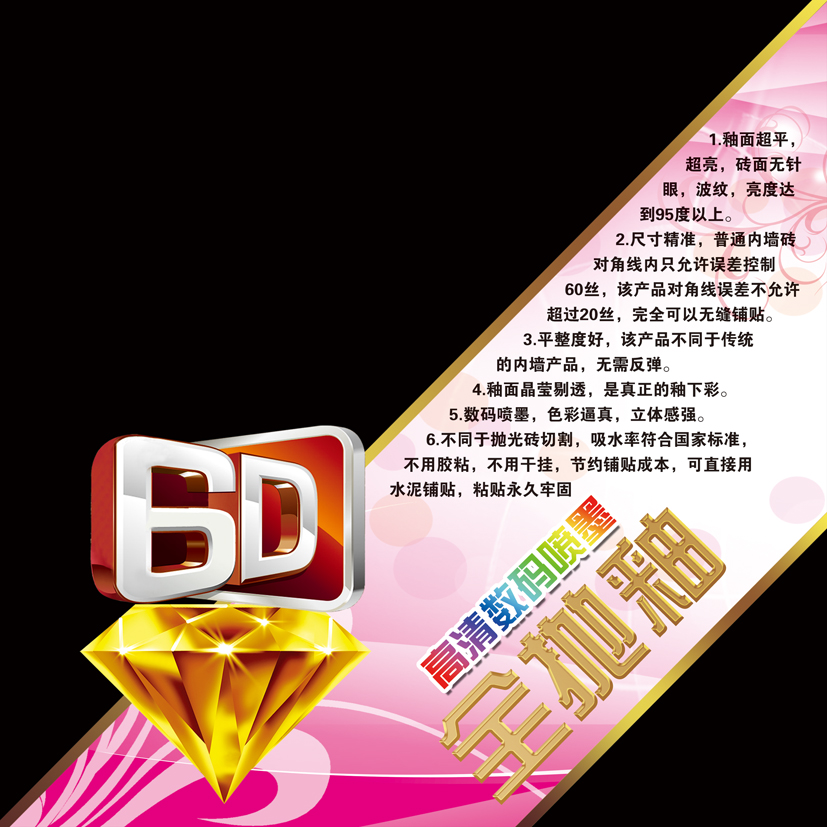 1.釉面超平，
超亮，砖面无针
眼，波纹，亮度达
到95度以上。
2.尺寸精准，普通内墙砖
对角线内只允许误差控制
60丝，该产品对角线误差不允许
超过20丝，完全可以无缝铺贴。
3.平整度好，该产品不同于传统
的内墙产品，无需反弹。
4.釉面晶莹剔透，是真正的釉下彩。
5.数码喷墨，色彩逼真，立体感强。
6.不同于抛光砖切割，吸水率符合国家标准，
不用胶粘，不用干挂，节约铺贴成本，可直接用
水泥铺贴，粘贴永久牢固
6D
高清数码喷墨
全抛釉